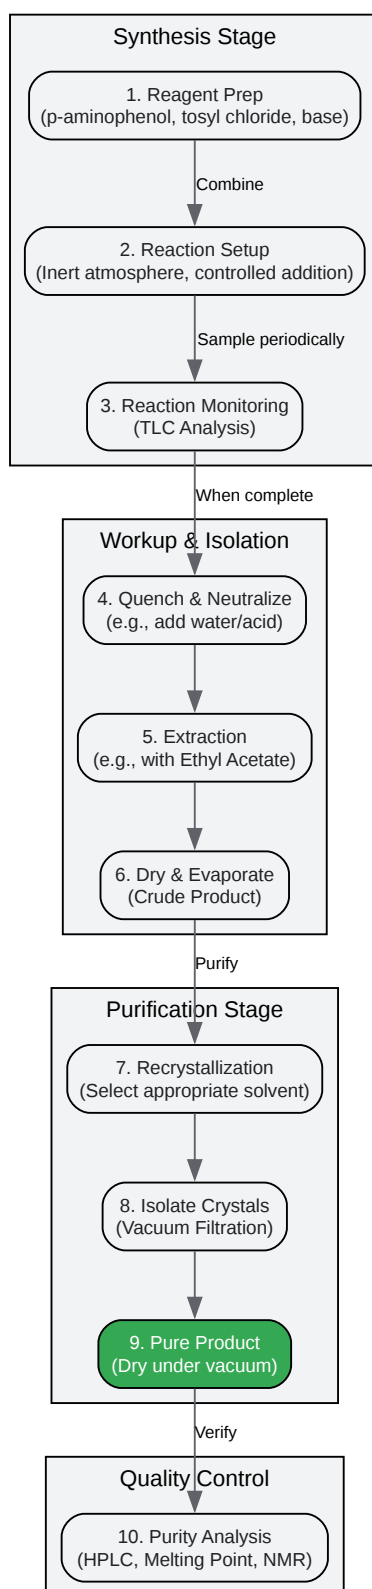 Synthesis Stage
1. Reagent Prep
(p-aminophenol, tosyl chloride, base)
Combine
2. Reaction Setup
(Inert atmosphere, controlled addition)
Sample periodically
3. Reaction Monitoring
(TLC Analysis)
When complete
Workup & Isolation
4. Quench & Neutralize
(e.g., add water/acid)
5. Extraction
(e.g., with Ethyl Acetate)
6. Dry & Evaporate
(Crude Product)
Purify
Purification Stage
7. Recrystallization
(Select appropriate solvent)
8. Isolate Crystals
(Vacuum Filtration)
9. Pure Product
(Dry under vacuum)
Verify
Quality Control
10. Purity Analysis
(HPLC, Melting Point, NMR)